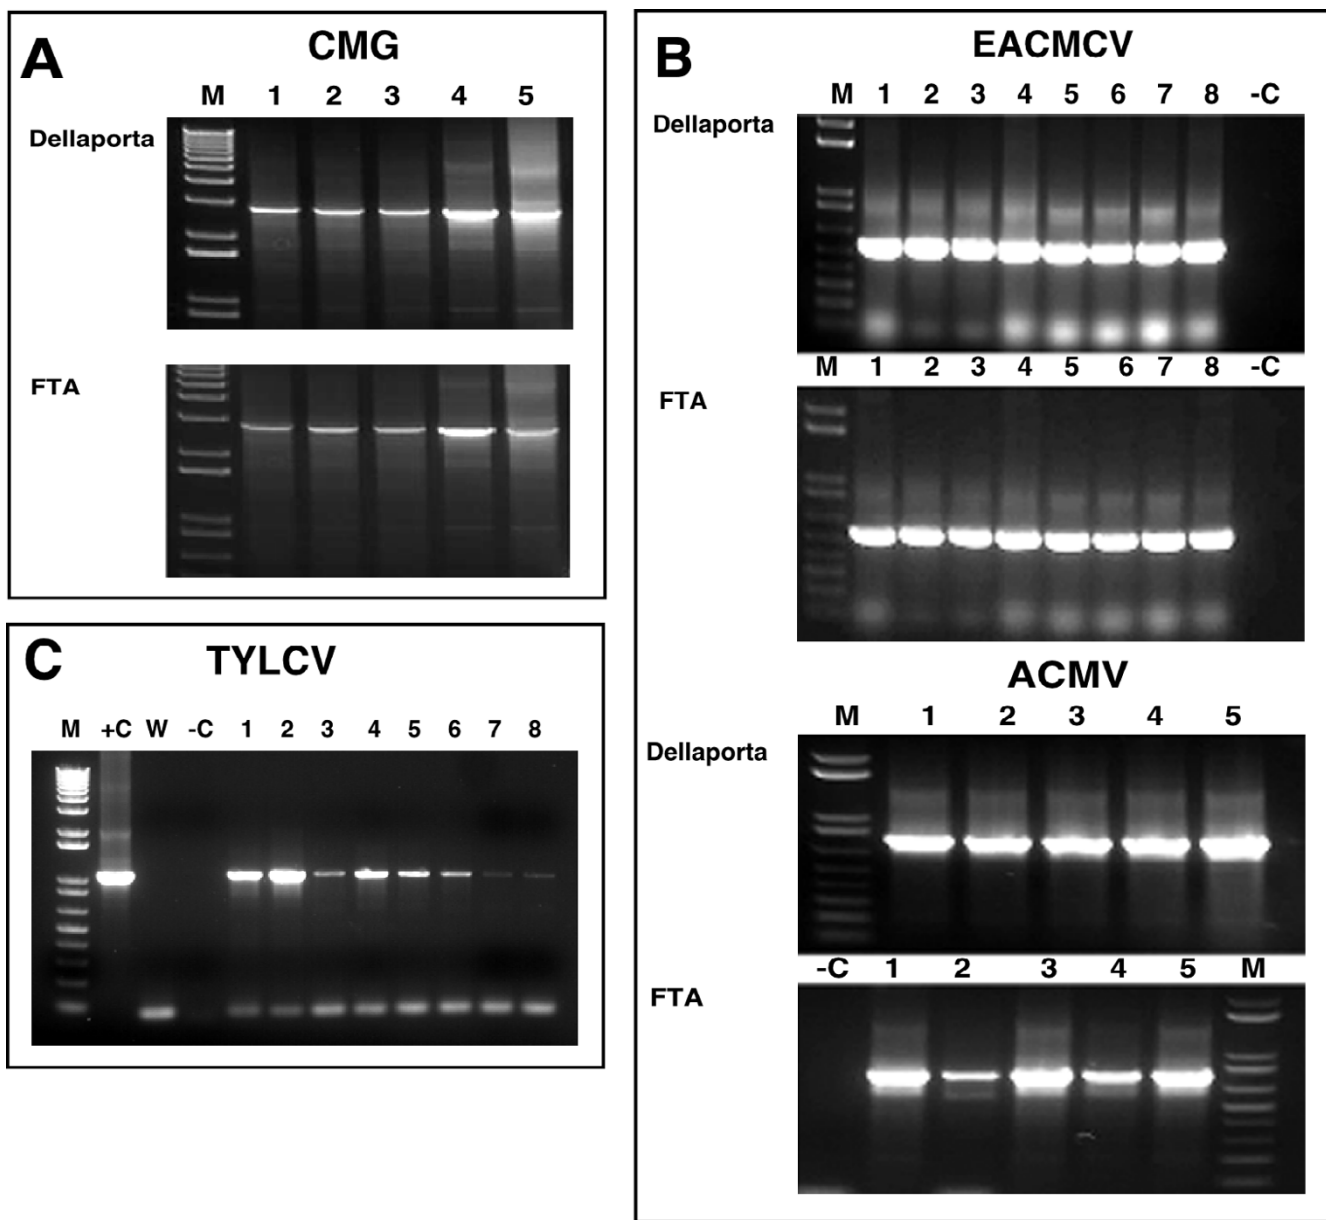 A
CMG
M 1 2 3 4 5
Dellaporta
FTA
B
EACMCV
M 1 2 3 4 5 6 7 8 -C
Dellaporta
M 1 2 3 4 5 6 7 8 -C
FTA
ACMV
M 1 2 3 4 5
Dellaporta
-C 1 2 3 4 5 M
FTA
C
TYLCV
M +C W -C 1 2 3 4 5 6 7 8